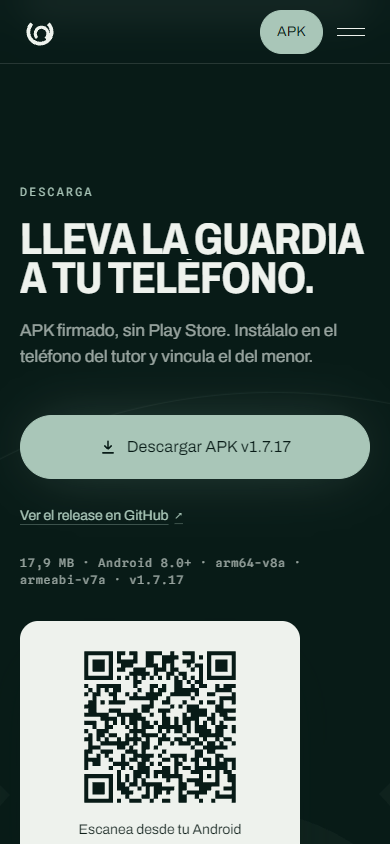 APK
DESCARGA
LLEVA LA GUARDIA
A TU TELÉFONO.
APK firmado, sin Play Store. Instálalo en el
teléfono del tutor y vincula el del menor.
Descargar APK v1.7.17
Ver el release en GitHub ↗
17,9 MB · Android 8.0+ · arm64-v8a ·
armeabi-v7a · v1.7.17
Escanea desde tu Android